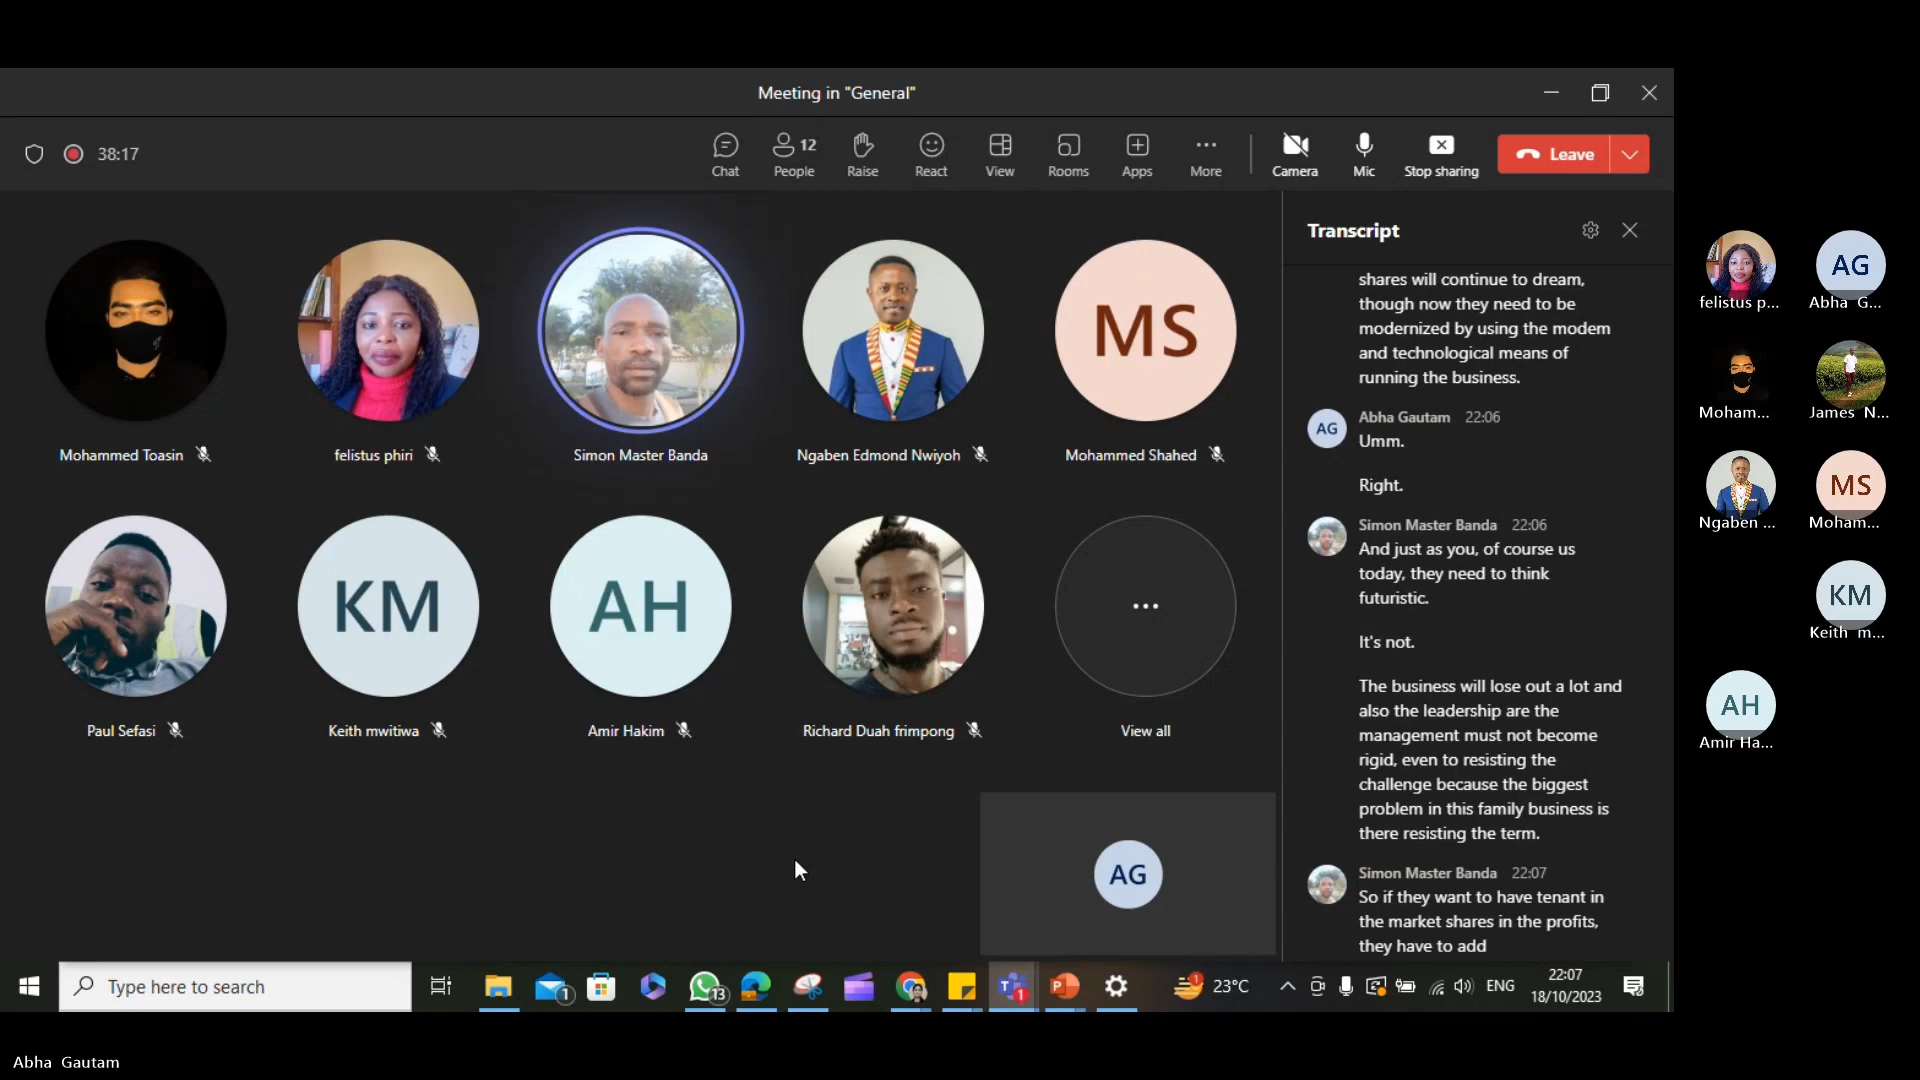 Meeting in "General"
38:17
Chat
12
People
Raise
React
View
Rooms
Apps
More
Camera
Mic
Stop sharing
Leave
Mohammed Toasin
felistus phiri
Simon Master Banda
Ngaben Edmond Nwiyoh
MS
Mohammed Shahed
Paul Sefasi
KM
Keith mwitiwa
AH
Amir Hakim
Richard Duah frimpong
View all
AG
Transcript
shares will continue to dream,
though now they need to be
modernized by using the modem
and technological means of
running the business.
AG
Abha Gautam 22:06
Umm.
Right.
Simon Master Banda 22:06
And just as you, of course us
today, they need to think
futuristic.
It's not.
The business will lose out a lot and
also the leadership are the
management must not become
rigid, even to resisting the
challenge because the biggest
problem in this family business is
there resisting the term.
Simon Master Banda 22:07
So if they want to have tenant in
the market shares in the profits,
they have to add
felistus p...
AG
Abha G...
Moham...
James N...
Ngaben ...
MS
Moham...
KM
Keith m...
AH
Amir Ha...
Type here to search
1
13
T
1
P
1
23°C
ENG
22:07
18/10/2023
Abha Gautam